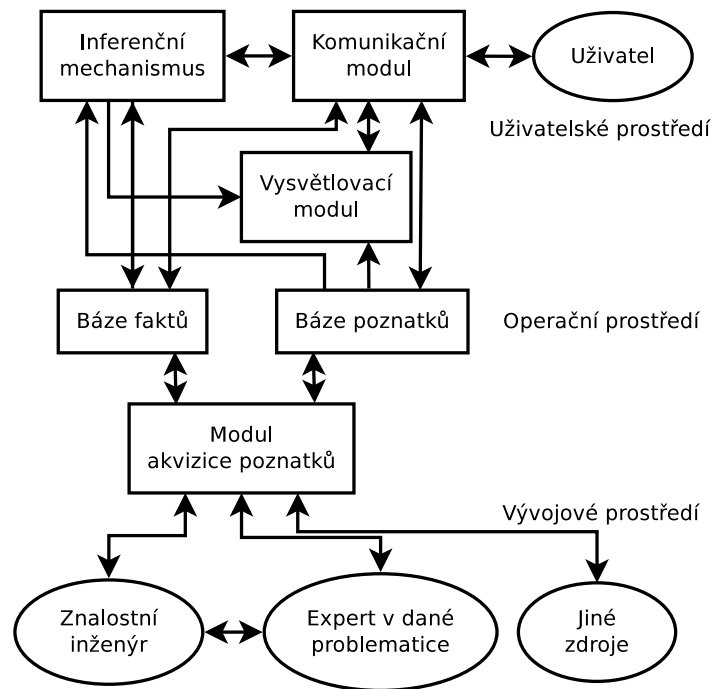 Inferenční
mechanismus
Komunikační
modul
Uživatel
Uživatelské prostředí
Vysvětlovací
modul
Báze faktů
Báze poznatků
Operační prostředí
Modul
akvizice poznatků
Vývojové prostředí
Znalostní
inženýr
Expert v dané
problematice
Jiné
zdroje